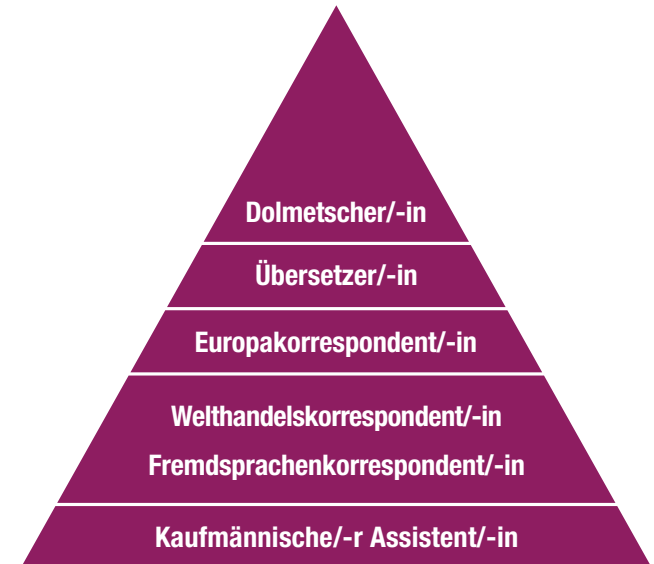 Dolmetscher/-in
Übersetzer/-in
Europakorrespondent/-in
Welthandelskorrespondent/-in
Fremdsprachenkorrespondent/-in
Kaufmännische/-r Assistent/-in